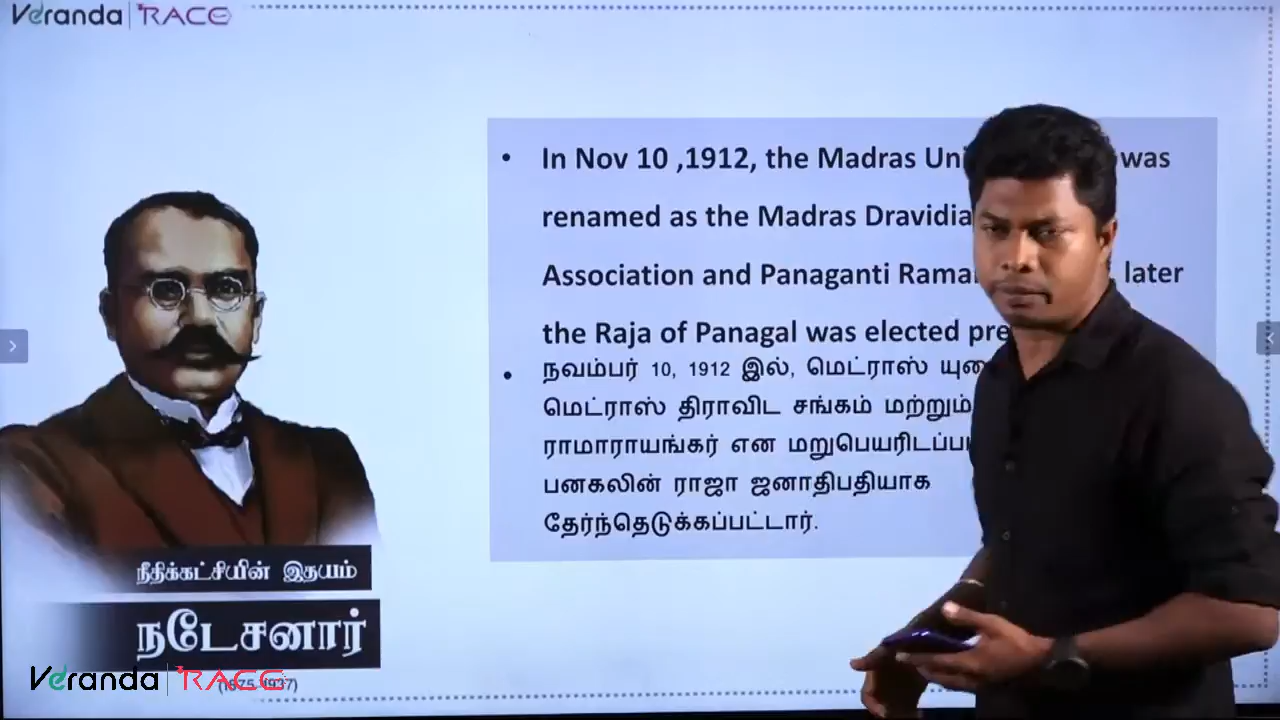 Veranda RACE
In Nov 10 ,1912, the Madras Uni was
renamed as the Madras Dravidia
Association and Panaganti Rama later
the Raja of Panagal was elected pre
நவம்பர் 10, 1912 இல், மெட்ராஸ்
மெட்ராஸ் திராவிட சங்கம் மற்றும்
ராமாராயங்கர் என மறுபெயரிடப்ப
பனகலின் ராஜா ஜனாதிபதியாக
தேர்ந்தெடுக்கப்பட்டார்.
நீதிக்கட்சியின் இதயம்
நடேசனார்
Veranda RACE
(1875-1937)